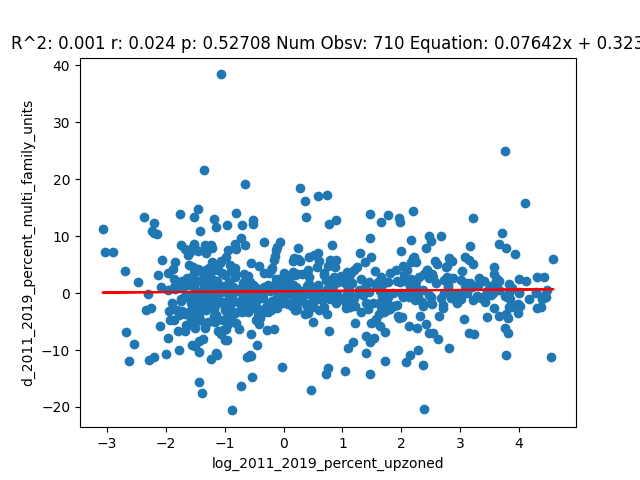 R^2: 0.001 r: 0.024 p: 0.52708 Num Obsv: 710 Equation: 0.07642x + 0.323
40
30
20
10
0
−10
−20
d_2011_2019_percent_multi_family_units
−3 −2 −1 0 1 2 3 4
log_2011_2019_percent_upzoned